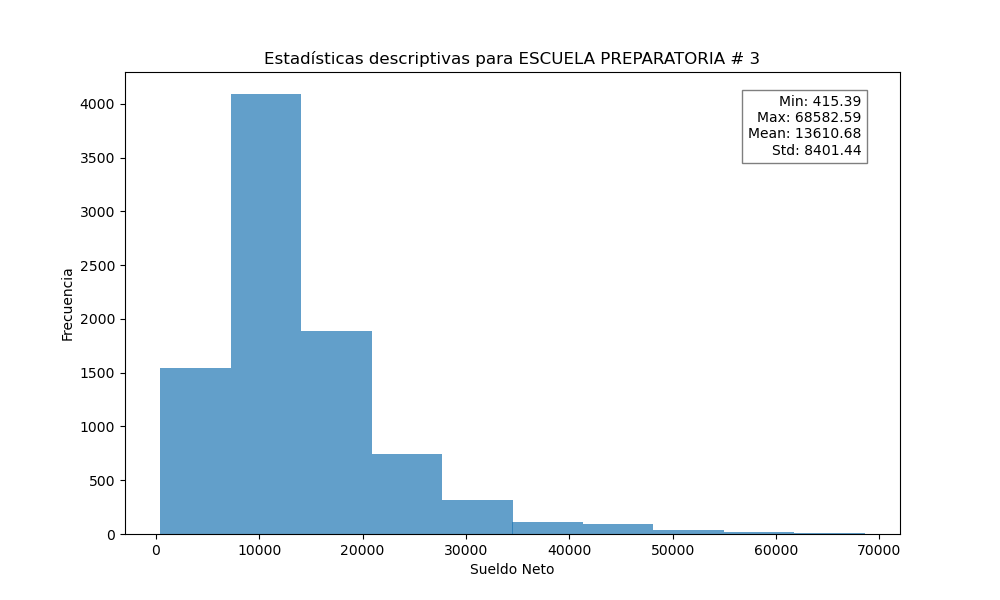 Estadísticas descriptivas para ESCUELA PREPARATORIA # 3
Min: 415.39
Max: 68582.59
Mean: 13610.68
Std: 8401.44
4000
3500
3000
2500
2000
1500
1000
500
0
Frecuencia
0 10000 20000 30000 40000 50000 60000 70000
Sueldo Neto